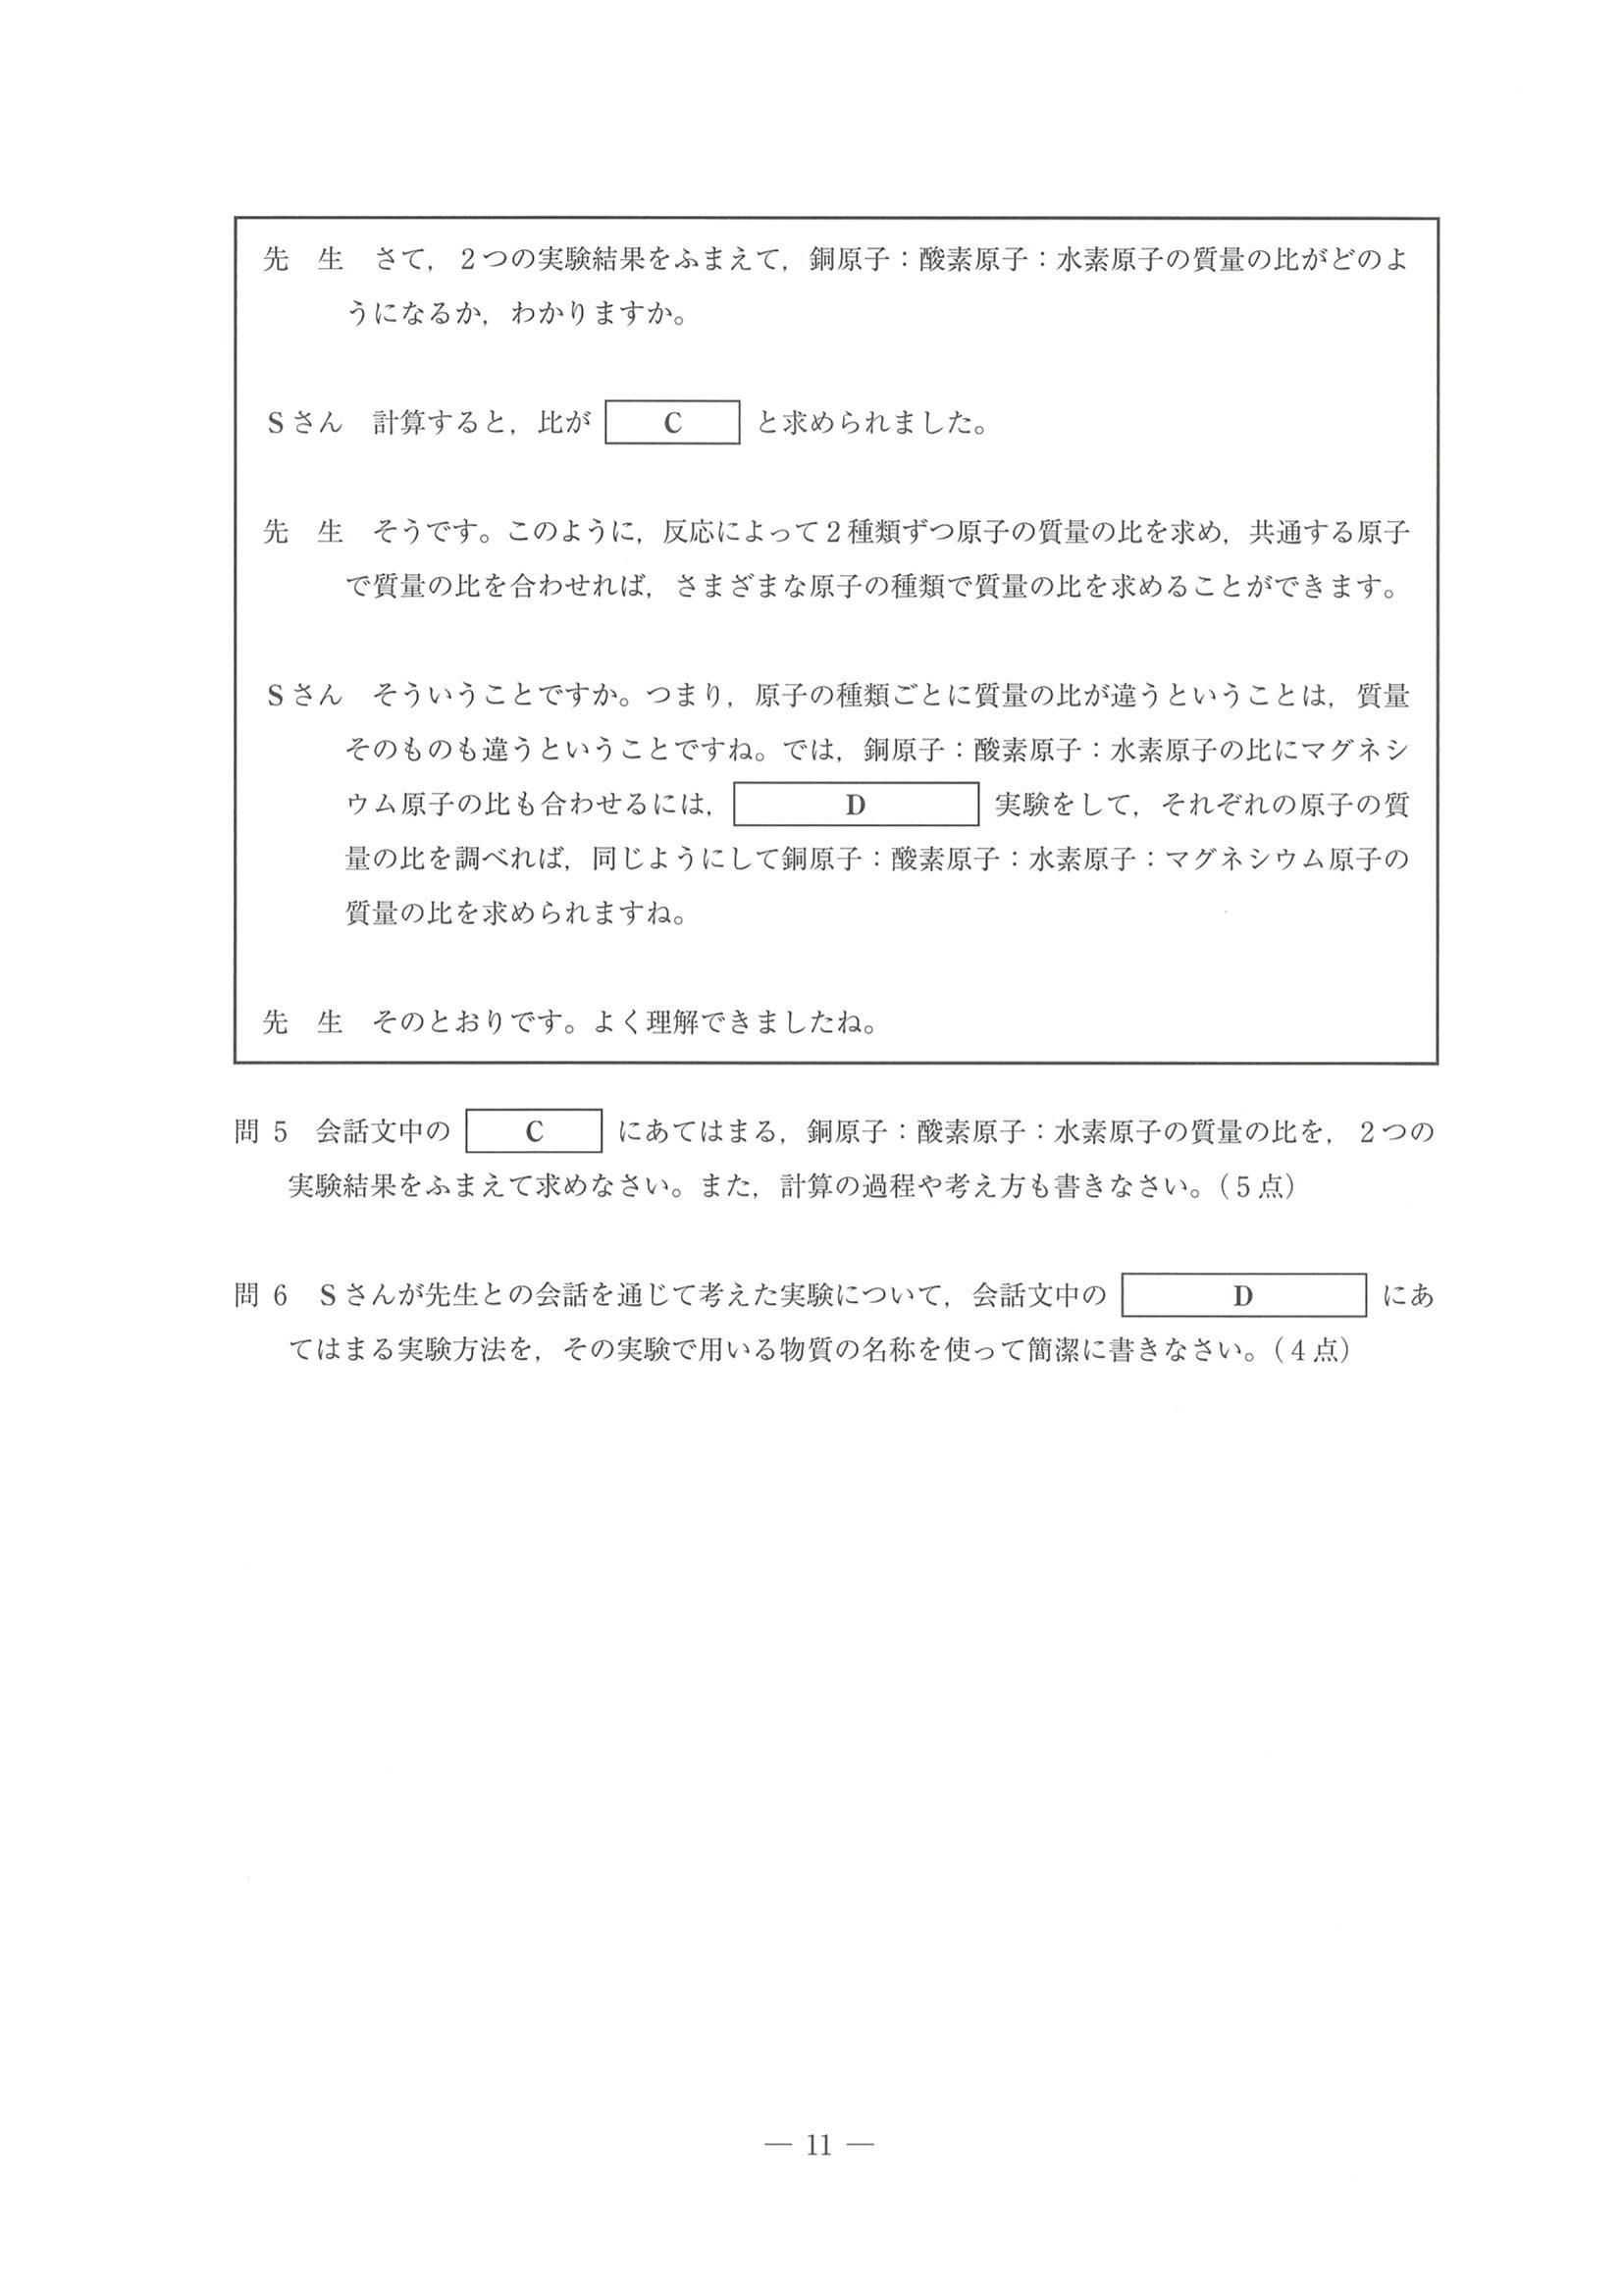 先　生　さて，２つの実験結果をふまえて，銅原子：酸素原子：水素原子の質量の比がどのよ
うになるか，わかりますか。
Sさん　計算すると，比が C と求められました。
先　生　そうです。このように，反応によって２種類ずつ原子の質量の比を求め，共通する原子
で質量の比を合わせれば，さまざまな原子の種類で質量の比を求めることができます。
Sさん　そういうことですか。つまり，原子の種類ごとに質量の比が違うということは，質量
そのものも違うということですね。では，銅原子：酸素原子：水素原子の比にマグネシ
ウム原子の比も合わせるには， D 実験をして，それぞれの原子の質
量の比を調べれば，同じようにして銅原子：酸素原子：水素原子：マグネシウム原子の
質量の比を求められますね。
先　生　そのとおりです。よく理解できましたね。
問５　会話文中の C にあてはまる，銅原子：酸素原子：水素原子の質量の比を，２つの
実験結果をふまえて求めなさい。また，計算の過程や考え方も書きなさい。（５点）
問６　Sさんが先生との会話を通じて考えた実験について，会話文中の D にあ
てはまる実験方法を，その実験で用いる物質の名称を使って簡潔に書きなさい。（４点）
— 11 —